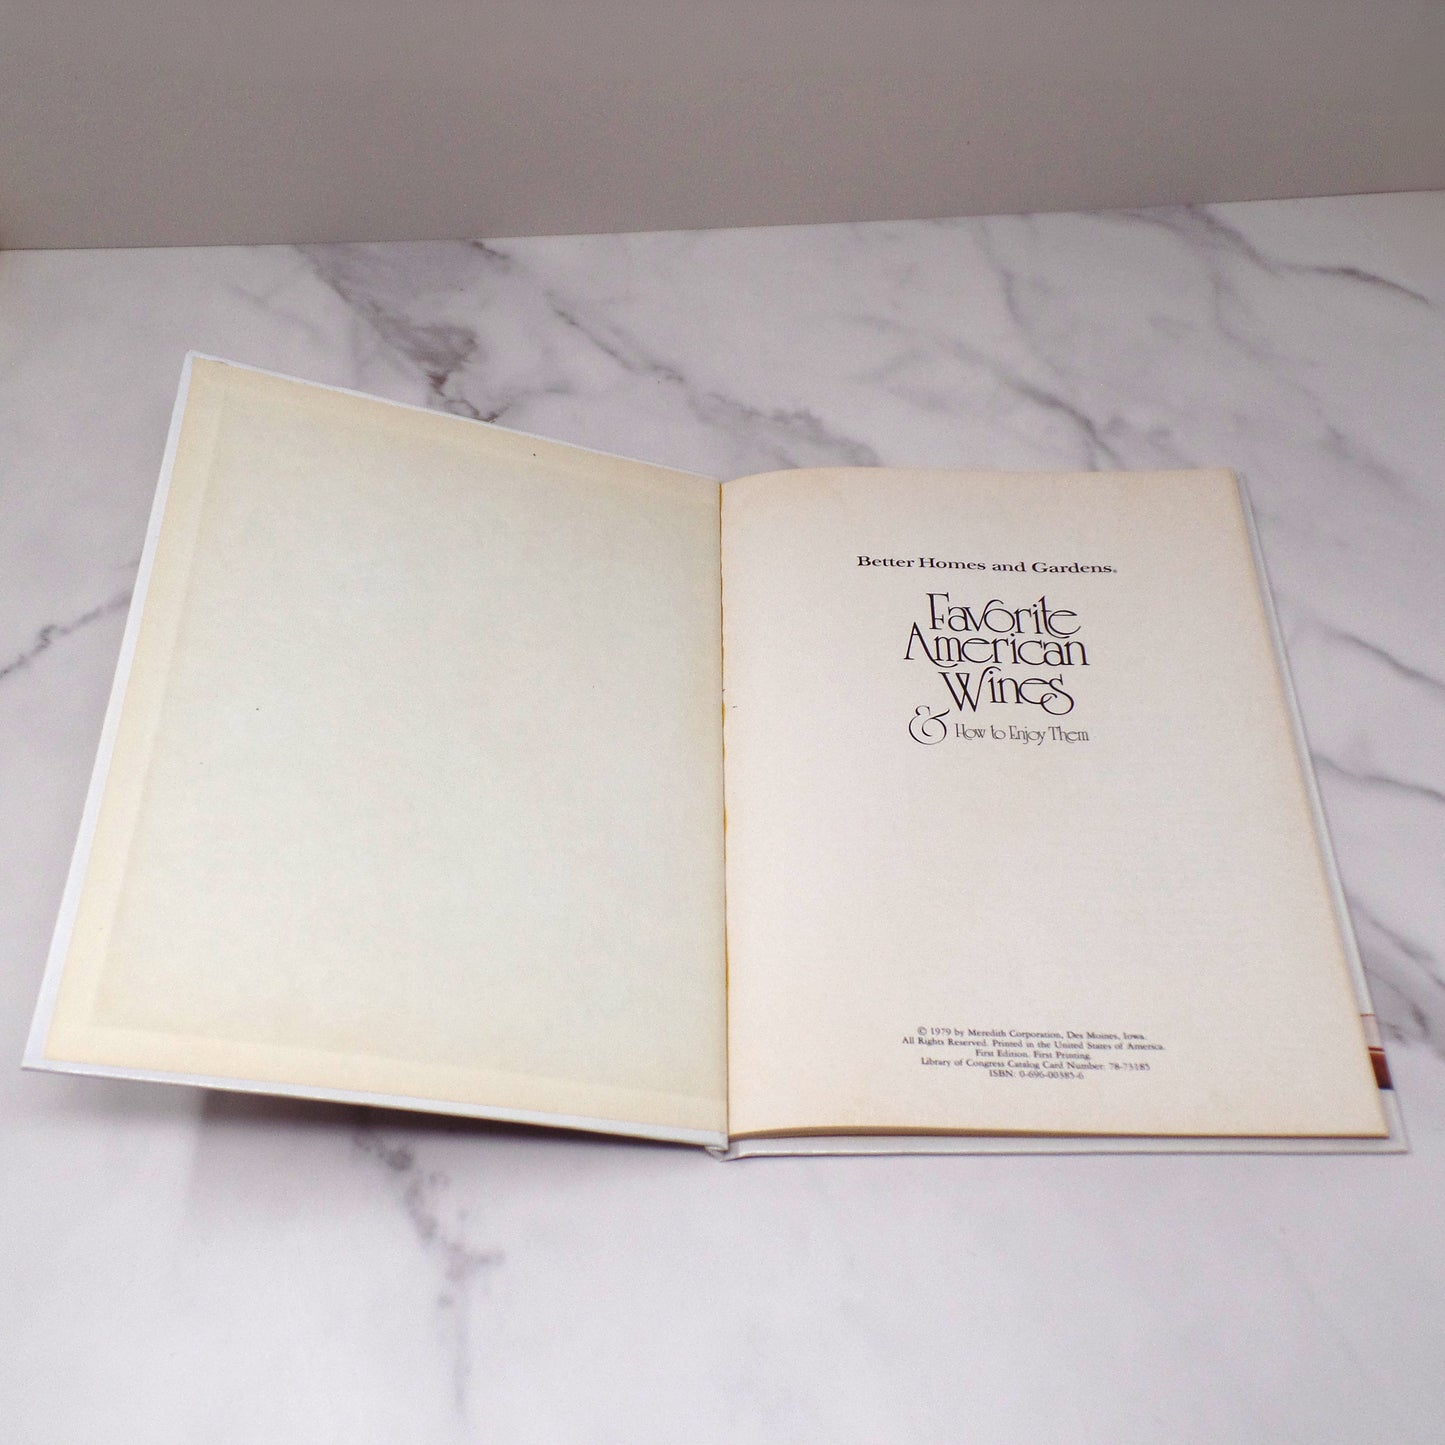 Better Homes and Gardens®
Favorite
American
Wines
& How to Enjoy Them
© 1979 by Meredith Corporation, Des Moines, Iowa.
All Rights Reserved. Printed in the United States of America.
First Edition. First Printing.
Library of Congress Catalog Card Number: 78-73185
ISBN: 0-696-00385-6